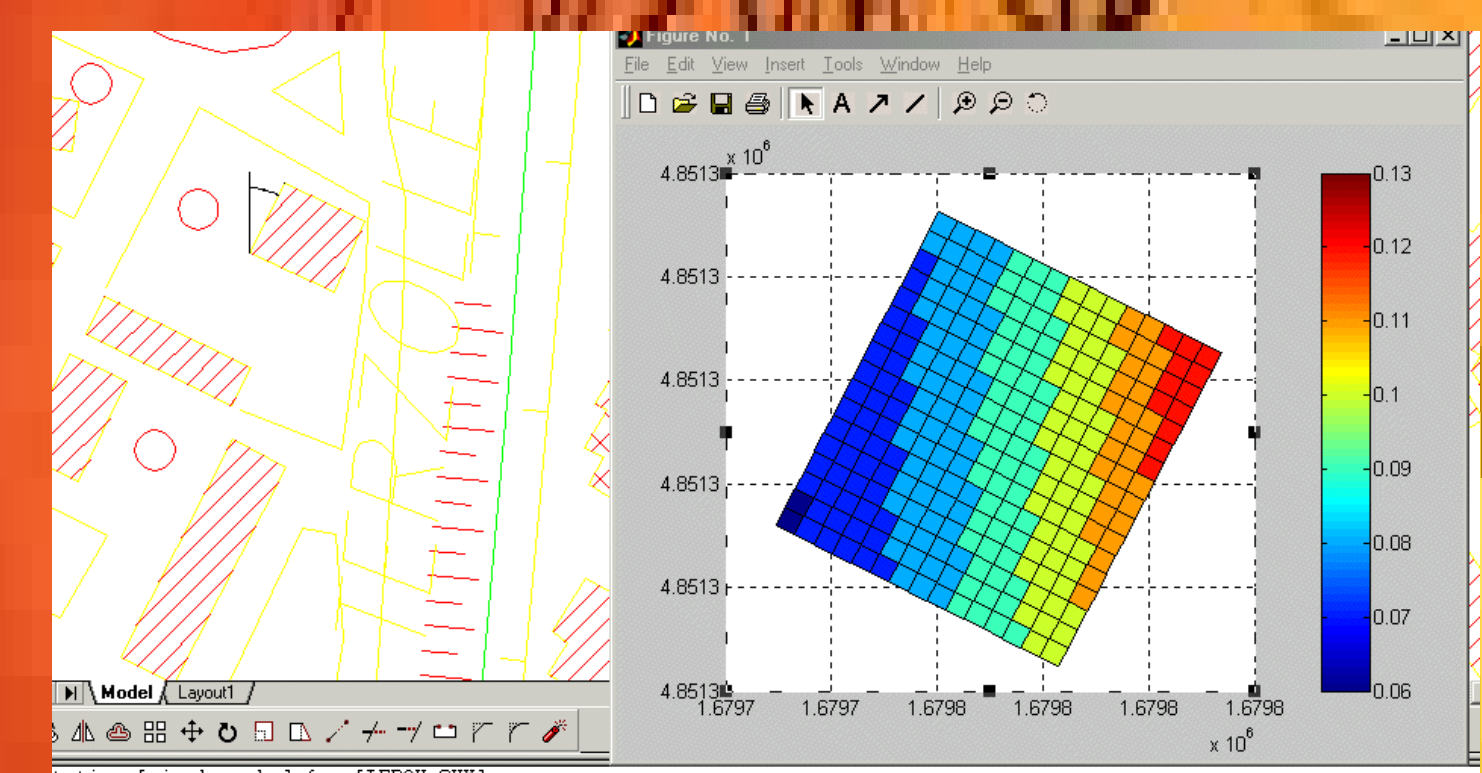 Figure No. 1
File Edit View Insert Tools Window Help
A
x 10^6
4.8513
4.8513
4.8513
4.8513
4.8513
4.8513
1.6797 1.6797 1.6798 1.6798 1.6798 1.6798
x 10^6
0.13
0.12
0.11
0.1
0.09
0.08
0.07
0.06
Model Layout1